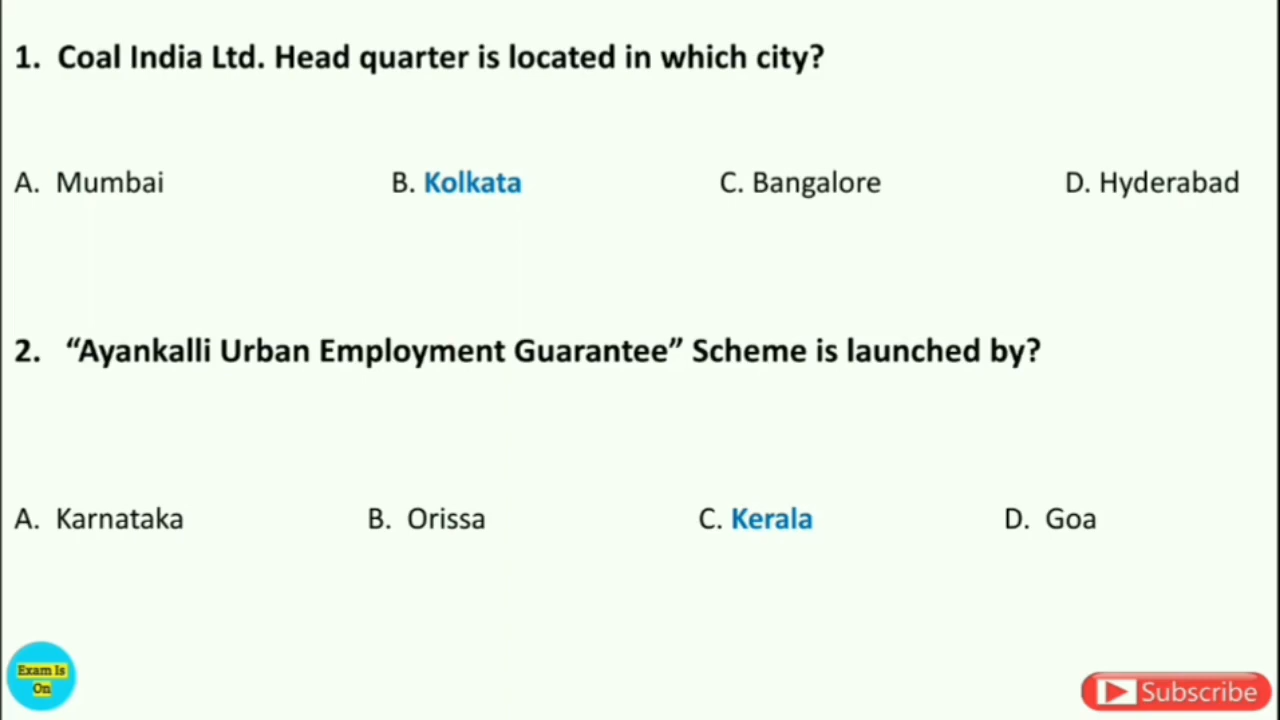 1. Coal India Ltd. Head quarter is located in which city?
A. Mumbai B. Kolkata C. Bangalore D. Hyderabad
2. “Ayankalli Urban Employment Guarantee” Scheme is launched by?
A. Karnataka B. Orissa C. Kerala D. Goa
Exam Is
On
Subscribe